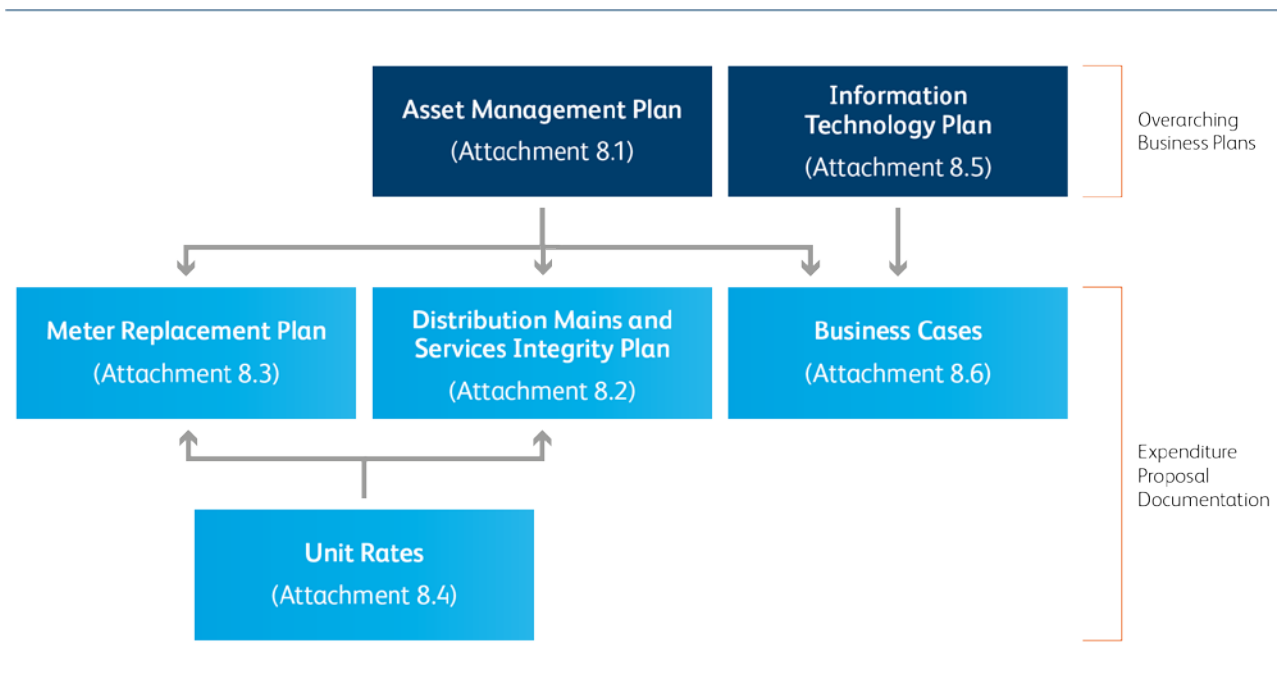 Asset Management Plan
(Attachment 8.1)
Information
Technology Plan
(Attachment 8.5)
Overarching
Business Plans
Meter Replacement Plan
(Attachment 8.3)
Distribution Mains and
Services Integrity Plan
(Attachment 8.2)
Business Cases
(Attachment 8.6)
Expenditure
Proposal
Documentation
Unit Rates
(Attachment 8.4)